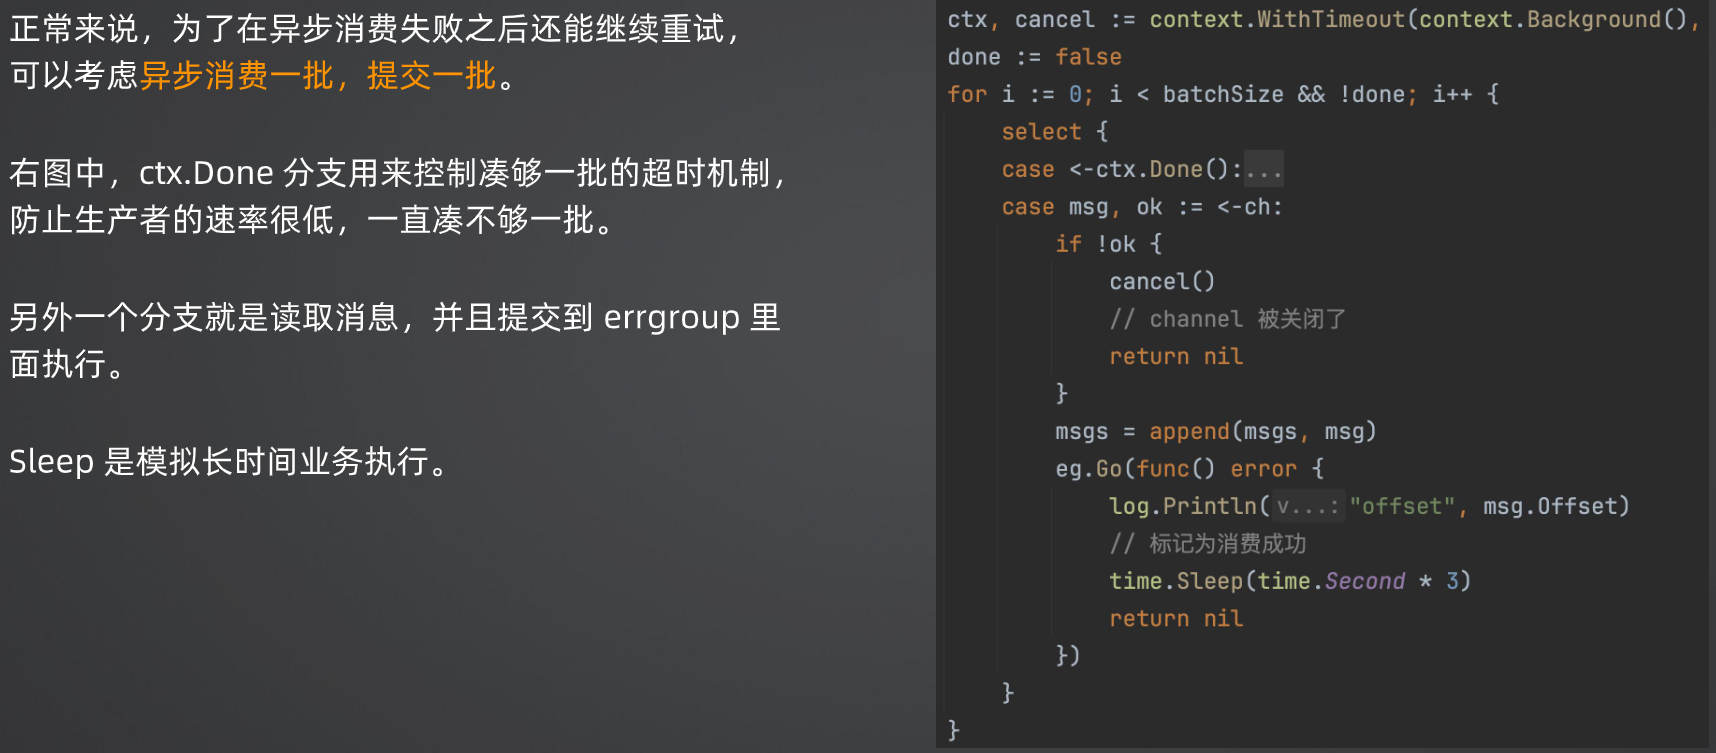 正常来说，为了在异步消费失败之后还能继续重试，
可以考虑异步消费一批，提交一批。
右图中，ctx.Done 分支用来控制凑够一批的超时机制，
防止生产者的速率很低，一直凑不够一批。
另外一个分支就是读取消息，并且提交到 errgroup 里
面执行。
Sleep 是模拟长时间业务执行。
ctx, cancel := context.WithTimeout(context.Background(),
done := false
for i := 0; i < batchSize && !done; i++ {
select {
case <-ctx.Done():...
case msg, ok := <-ch:
if !ok {
cancel()
// channel 被关闭了
return nil
}
msgs = append(msgs, msg)
eg.Go(func() error {
log.Println( v...: "offset", msg.Offset)
// 标记为消费成功
time.Sleep(time.Second * 3)
return nil
})
}
}